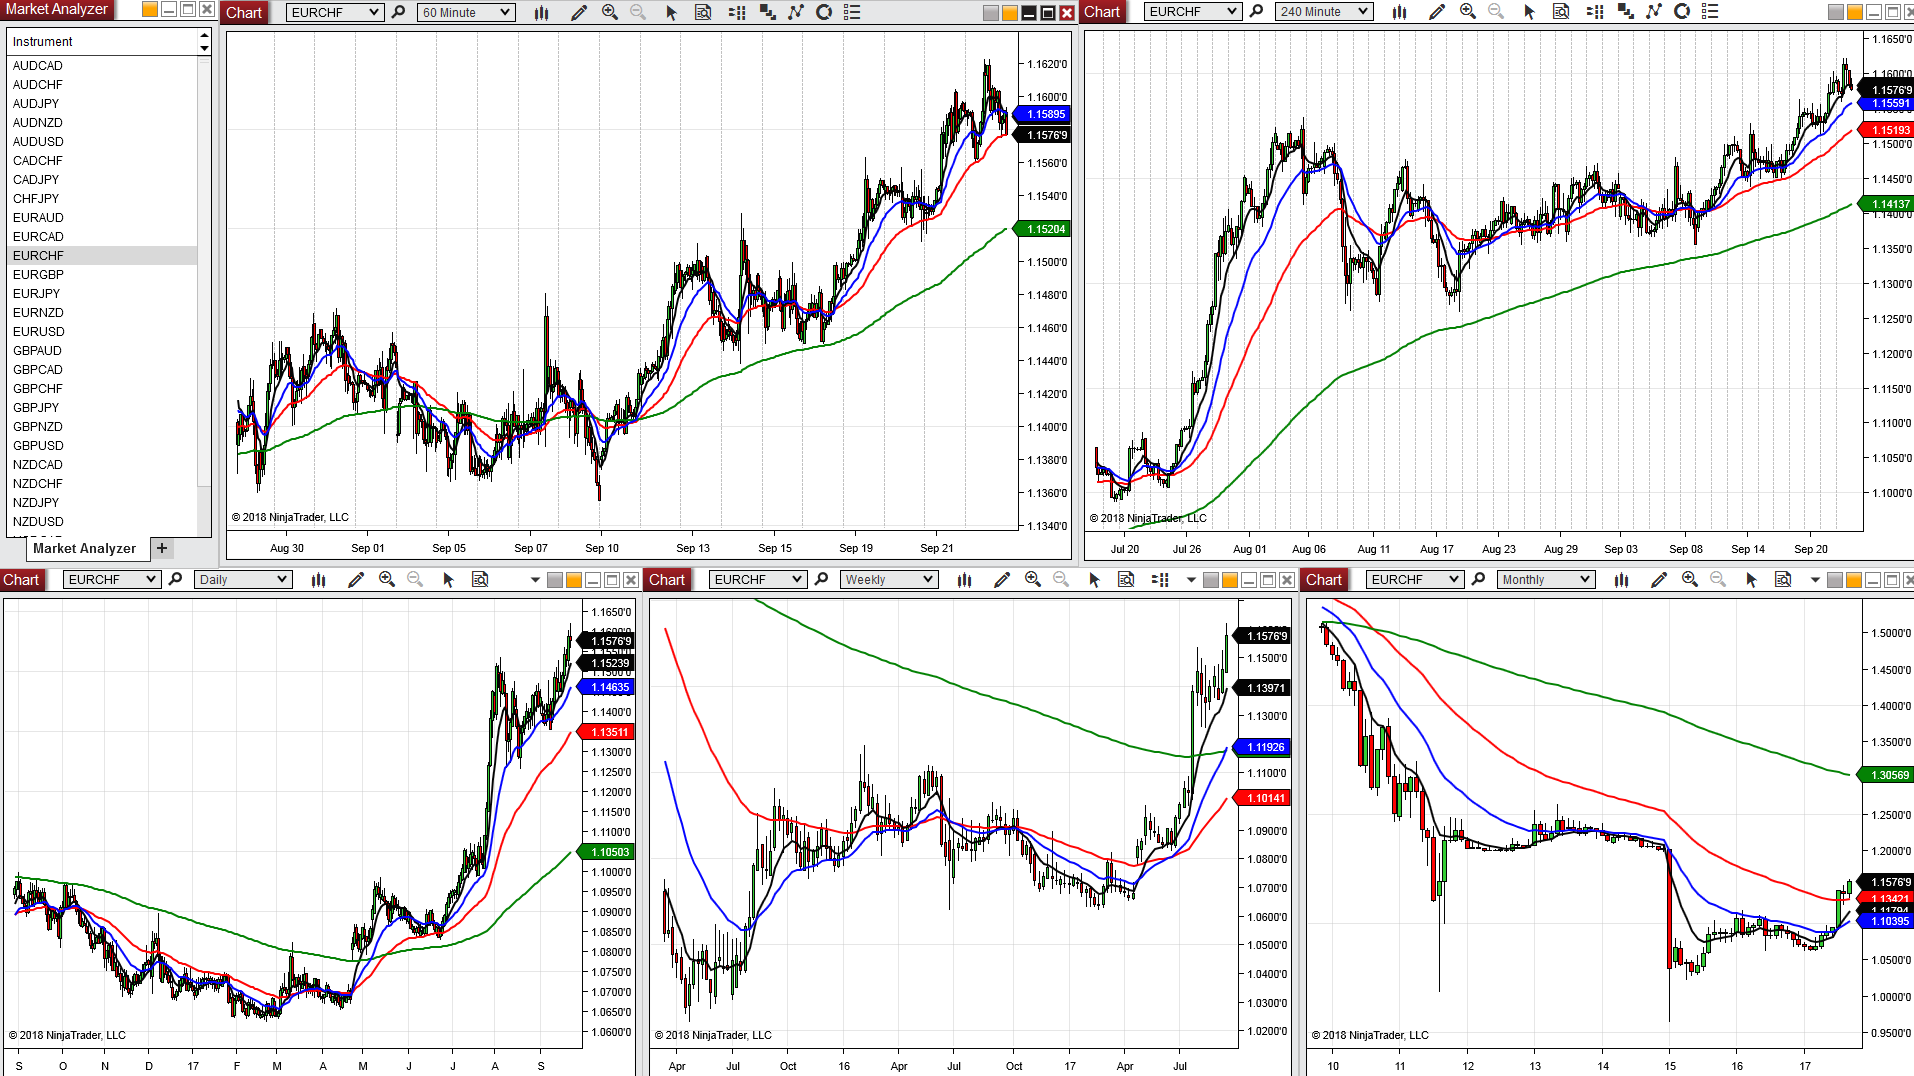 Market Analyzer
Instrument
AUDCAD
AUDCHF
AUDJPY
AUDNZD
AUDUSD
CADCHF
CADJPY
CHFJPY
EURAUD
EURCAD
EURCHF
EURGBP
EURJPY
EURNZD
EURUSD
GBPAUD
GBPCAD
GBPCHF
GBPJPY
GBPNZD
GBPUSD
NZDCAD
NZDCHF
NZDJPY
NZDUSD
Market Analyzer +
Chart EURCHF 60 Minute
1.1620'0
1.1600'0
1.15895
1.1576'9
1.1560'0
1.1540'0
1.15204
1.1500'0
1.1480'0
1.1460'0
1.1440'0
1.1420'0
1.1400'0
1.1380'0
1.1360'0
1.1340'0
© 2018 NinjaTrader, LLC
Aug 30 Sep 01 Sep 05 Sep 07 Sep 10 Sep 13 Sep 15 Sep 19 Sep 21
Chart EURCHF 240 Minute
1.1650'0
1.1600'0
1.1576'9
1.15591
1.15193
1.1500'0
1.1450'0
1.14137
1.1400'0
1.1350'0
1.1300'0
1.1250'0
1.1200'0
1.1150'0
1.1100'0
1.1050'0
1.1000'0
© 2018 NinjaTrader, LLC
Jul 20 Jul 26 Aug 01 Aug 06 Aug 11 Aug 17 Aug 23 Aug 29 Sep 03 Sep 08 Sep 14 Sep 20
Chart EURCHF Daily
1.1650'0
1.1576'9
1.15239
1.14635
1.1400'0
1.13511
1.1300'0
1.1250'0
1.1200'0
1.1150'0
1.1100'0
1.10503
1.1000'0
1.0950'0
1.0900'0
1.0850'0
1.0800'0
1.0750'0
1.0700'0
1.0650'0
1.0600'0
© 2018 NinjaTrader, LLC
S O N D 17 F M A M J J A S
Chart EURCHF Weekly
1.1576'9
1.1500'0
1.13971
1.1300'0
1.11926
1.1100'0
1.10141
1.0900'0
1.0800'0
1.0700'0
1.0600'0
1.0500'0
1.0400'0
1.0300'0
1.0200'0
© 2018 NinjaTrader, LLC
Apr Jul Oct 16 Apr Jul Oct 17 Apr Jul
Chart EURCHF Monthly
1.5000'0
1.4500'0
1.4000'0
1.3500'0
1.30569
1.2500'0
1.2000'0
1.1576'9
1.13421
1.10395
1.0500'0
1.0000'0
0.9500'0
© 2018 NinjaTrader, LLC
10 11 12 13 14 15 16 17